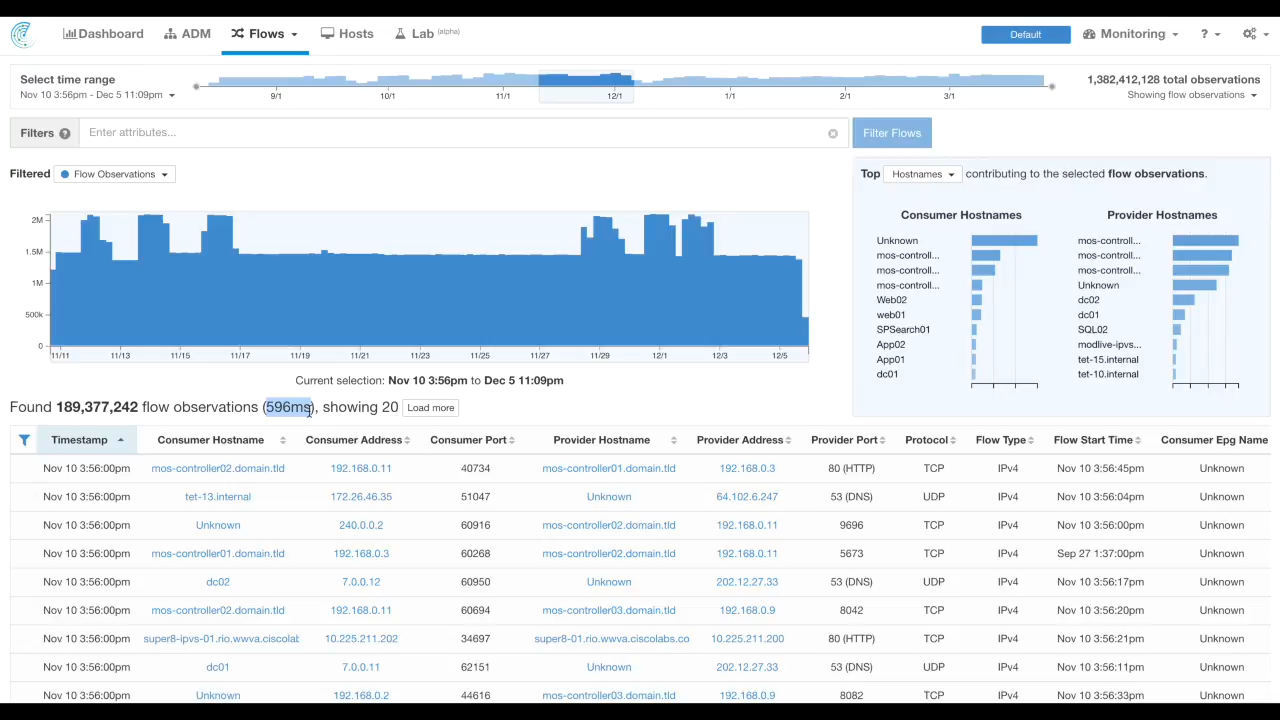 Dashboard ADM Flows Hosts Lab (alpha) Default Monitoring ?
Select time range
Nov 10 3:56pm - Dec 5 11:09pm
9/1 10/1 11/1 12/1 1/1 2/1 3/1
1,382,412,128 total observations
Showing flow observations
Filters ? Enter attributes... Filter Flows
Filtered Flow Observations
2M
1.5M
1M
500k
0
11/11 11/13 11/15 11/17 11/19 11/21 11/23 11/25 11/27 11/29 12/1 12/3 12/5
Current selection: Nov 10 3:56pm to Dec 5 11:09pm
Top Hostnames contributing to the selected flow observations.
Consumer Hostnames
Unknown
mos-controll...
mos-controll...
mos-controll...
Web02
web01
SPSearch01
App02
App01
dc01
Provider Hostnames
mos-controll...
mos-controll...
mos-controll...
Unknown
dc02
dc01
SQL02
modlive-ipvs...
tet-15.internal
tet-10.internal
Found 189,377,242 flow observations (596ms), showing 20 Load more
Timestamp Consumer Hostname Consumer Address Consumer Port Provider Hostname Provider Address Provider Port Protocol Flow Type Flow Start Time Consumer Epg Name
Nov 10 3:56:00pm mos-controller02.domain.tld 192.168.0.11 40734 mos-controller01.domain.tld 192.168.0.3 80 (HTTP) TCP IPv4 Nov 10 3:56:45pm Unknown
Nov 10 3:56:00pm tet-13.internal 172.26.46.35 51047 Unknown 64.102.6.247 53 (DNS) UDP IPv4 Nov 10 3:56:04pm Unknown
Nov 10 3:56:00pm Unknown 240.0.0.2 60916 mos-controller02.domain.tld 192.168.0.11 9696 TCP IPv4 Nov 10 3:56:00pm Unknown
Nov 10 3:56:00pm mos-controller01.domain.tld 192.168.0.3 60268 mos-controller02.domain.tld 192.168.0.11 5673 TCP IPv4 Sep 27 1:37:00pm Unknown
Nov 10 3:56:00pm dc02 7.0.0.12 60950 Unknown 202.12.27.33 53 (DNS) UDP IPv4 Nov 10 3:56:17pm Unknown
Nov 10 3:56:00pm mos-controller02.domain.tld 192.168.0.11 60694 mos-controller03.domain.tld 192.168.0.9 8042 TCP IPv4 Nov 10 3:56:20pm Unknown
Nov 10 3:56:00pm super8-ipvs-01.rio.wwva.ciscolab 10.225.211.202 34697 super8-01.rio.wwva.ciscolabs.co 10.225.211.200 80 (HTTP) TCP IPv4 Nov 10 3:56:21pm Unknown
Nov 10 3:56:00pm dc01 7.0.0.11 62151 Unknown 202.12.27.33 53 (DNS) UDP IPv4 Nov 10 3:56:11pm Unknown
Nov 10 3:56:00pm Unknown 192.168.0.2 44616 mos-controller03.domain.tld 192.168.0.9 8082 TCP IPv4 Nov 10 3:56:33pm Unknown